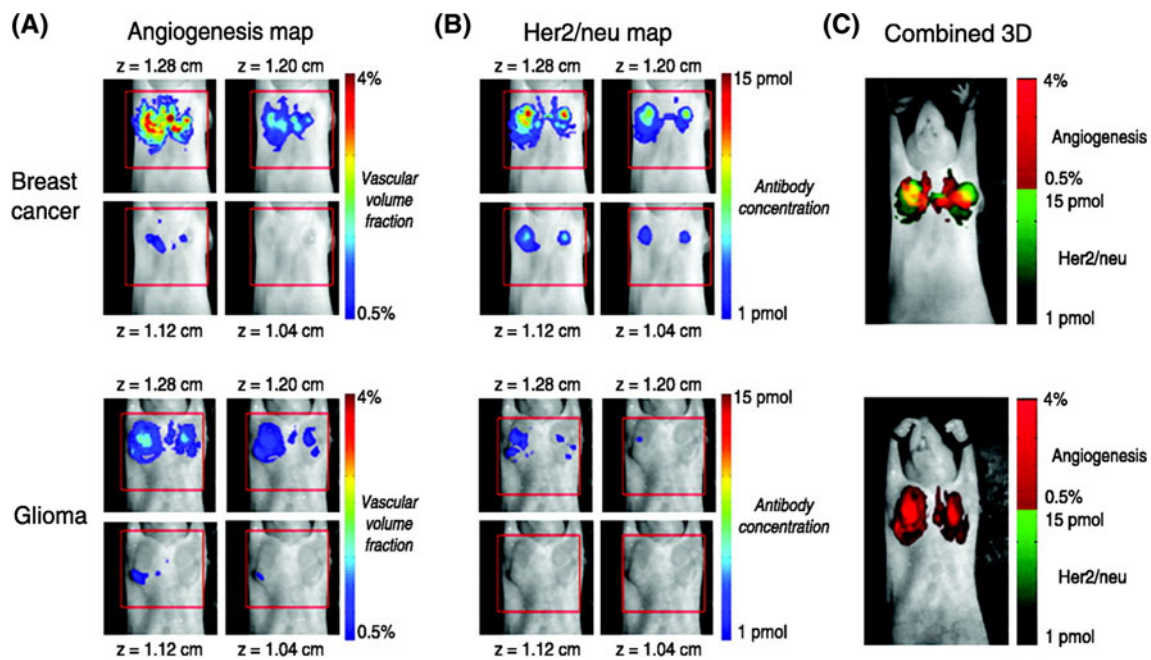 (A)
Angiogenesis map
(B)
Her2/neu map
(C)
Combined 3D
z = 1.28 cm
z = 1.20 cm
4%
z = 1.28 cm
z = 1.20 cm
15 pmol
4%
Breast
cancer
Vascular
volume
fraction
Antibody
concentration
Angiogenesis
0.5%
15 pmol
Her2/neu
1 pmol
0.5%
z = 1.12 cm
z = 1.04 cm
1 pmol
z = 1.12 cm
z = 1.04 cm
z = 1.28 cm
z = 1.20 cm
4%
z = 1.28 cm
z = 1.20 cm
15 pmol
4%
Glioma
Vascular
volume
fraction
Antibody
concentration
Angiogenesis
0.5%
15 pmol
Her2/neu
1 pmol
0.5%
z = 1.12 cm
z = 1.04 cm
1 pmol
z = 1.12 cm
z = 1.04 cm